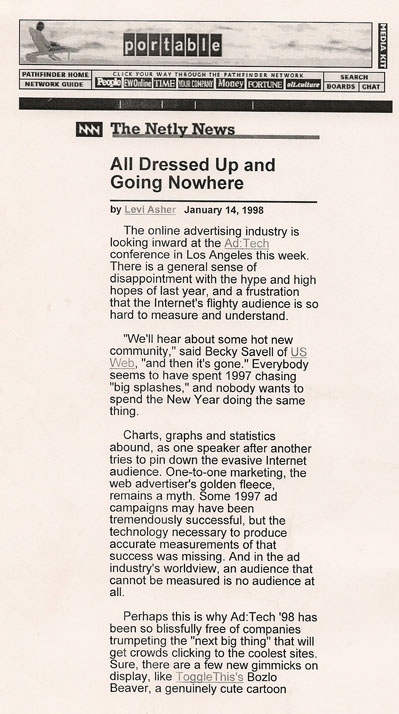 portable
MEDIA KIT
PATHFINDER HOME
NETWORK GUIDE
CLICK YOUR WAY THROUGH THE PATHFINDER NETWORK
People EWOnline TIME YOUR COMPANY Money FORTUNE alt.culture
SEARCH
BOARDS CHAT
NNN The Netly News
All Dressed Up and
Going Nowhere
by Levi Asher January 14, 1998
The online advertising industry is
looking inward at the Ad:Tech
conference in Los Angeles this week.
There is a general sense of
disappointment with the hype and high
hopes of last year, and a frustration
that the Internet's flighty audience is so
hard to measure and understand.
"We'll hear about some hot new
community," said Becky Savell of US
Web, "and then it's gone." Everybody
seems to have spent 1997 chasing
"big splashes," and nobody wants to
spend the New Year doing the same
thing.
Charts, graphs and statistics
abound, as one speaker after another
tries to pin down the evasive Internet
audience. One-to-one marketing, the
web advertiser's golden fleece,
remains a myth. Some 1997 ad
campaigns may have been
tremendously successful, but the
technology necessary to produce
accurate measurements of that
success was missing. And in the ad
industry's worldview, an audience that
cannot be measured is no audience at
all.
Perhaps this is why Ad:Tech '98 has
been so blissfully free of companies
trumpeting the "next big thing" that will
get crowds clicking to the coolest sites.
Sure, there are a few new gimmicks on
display, like ToggleThis's Bozlo
Beaver, a genuinely cute cartoon